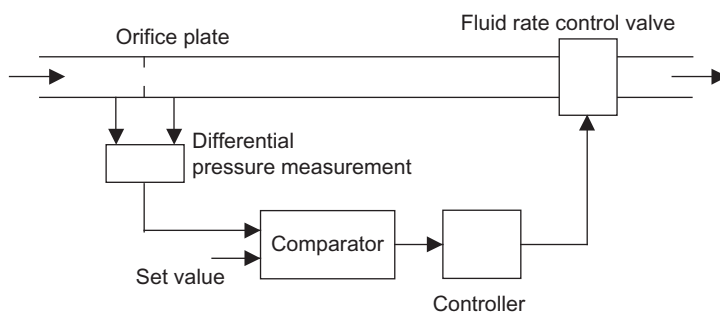 Fluid rate control valve
Orifice plate
Differential
pressure measurement
Comparator
Set value
Controller